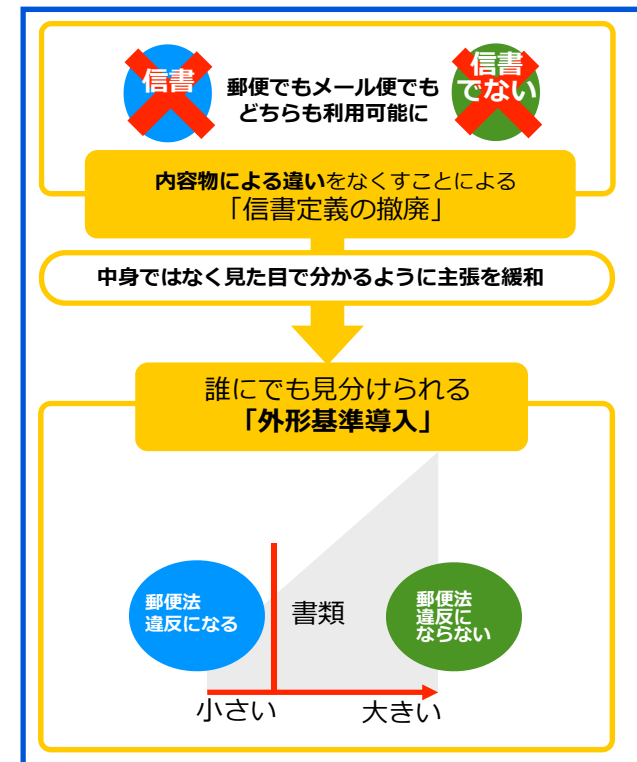 信書
郵便でもメール便でも
どちらも利用可能に
信書
でない
内容物による違いをなくすことによる
「信書定義の撤廃」
中身ではなく見た目で分かるように主張を緩和
誰にでも見分けられる
「外形基準導入」
郵便法
違反になる
書類
郵便法
違反に
ならない
小さい
大きい